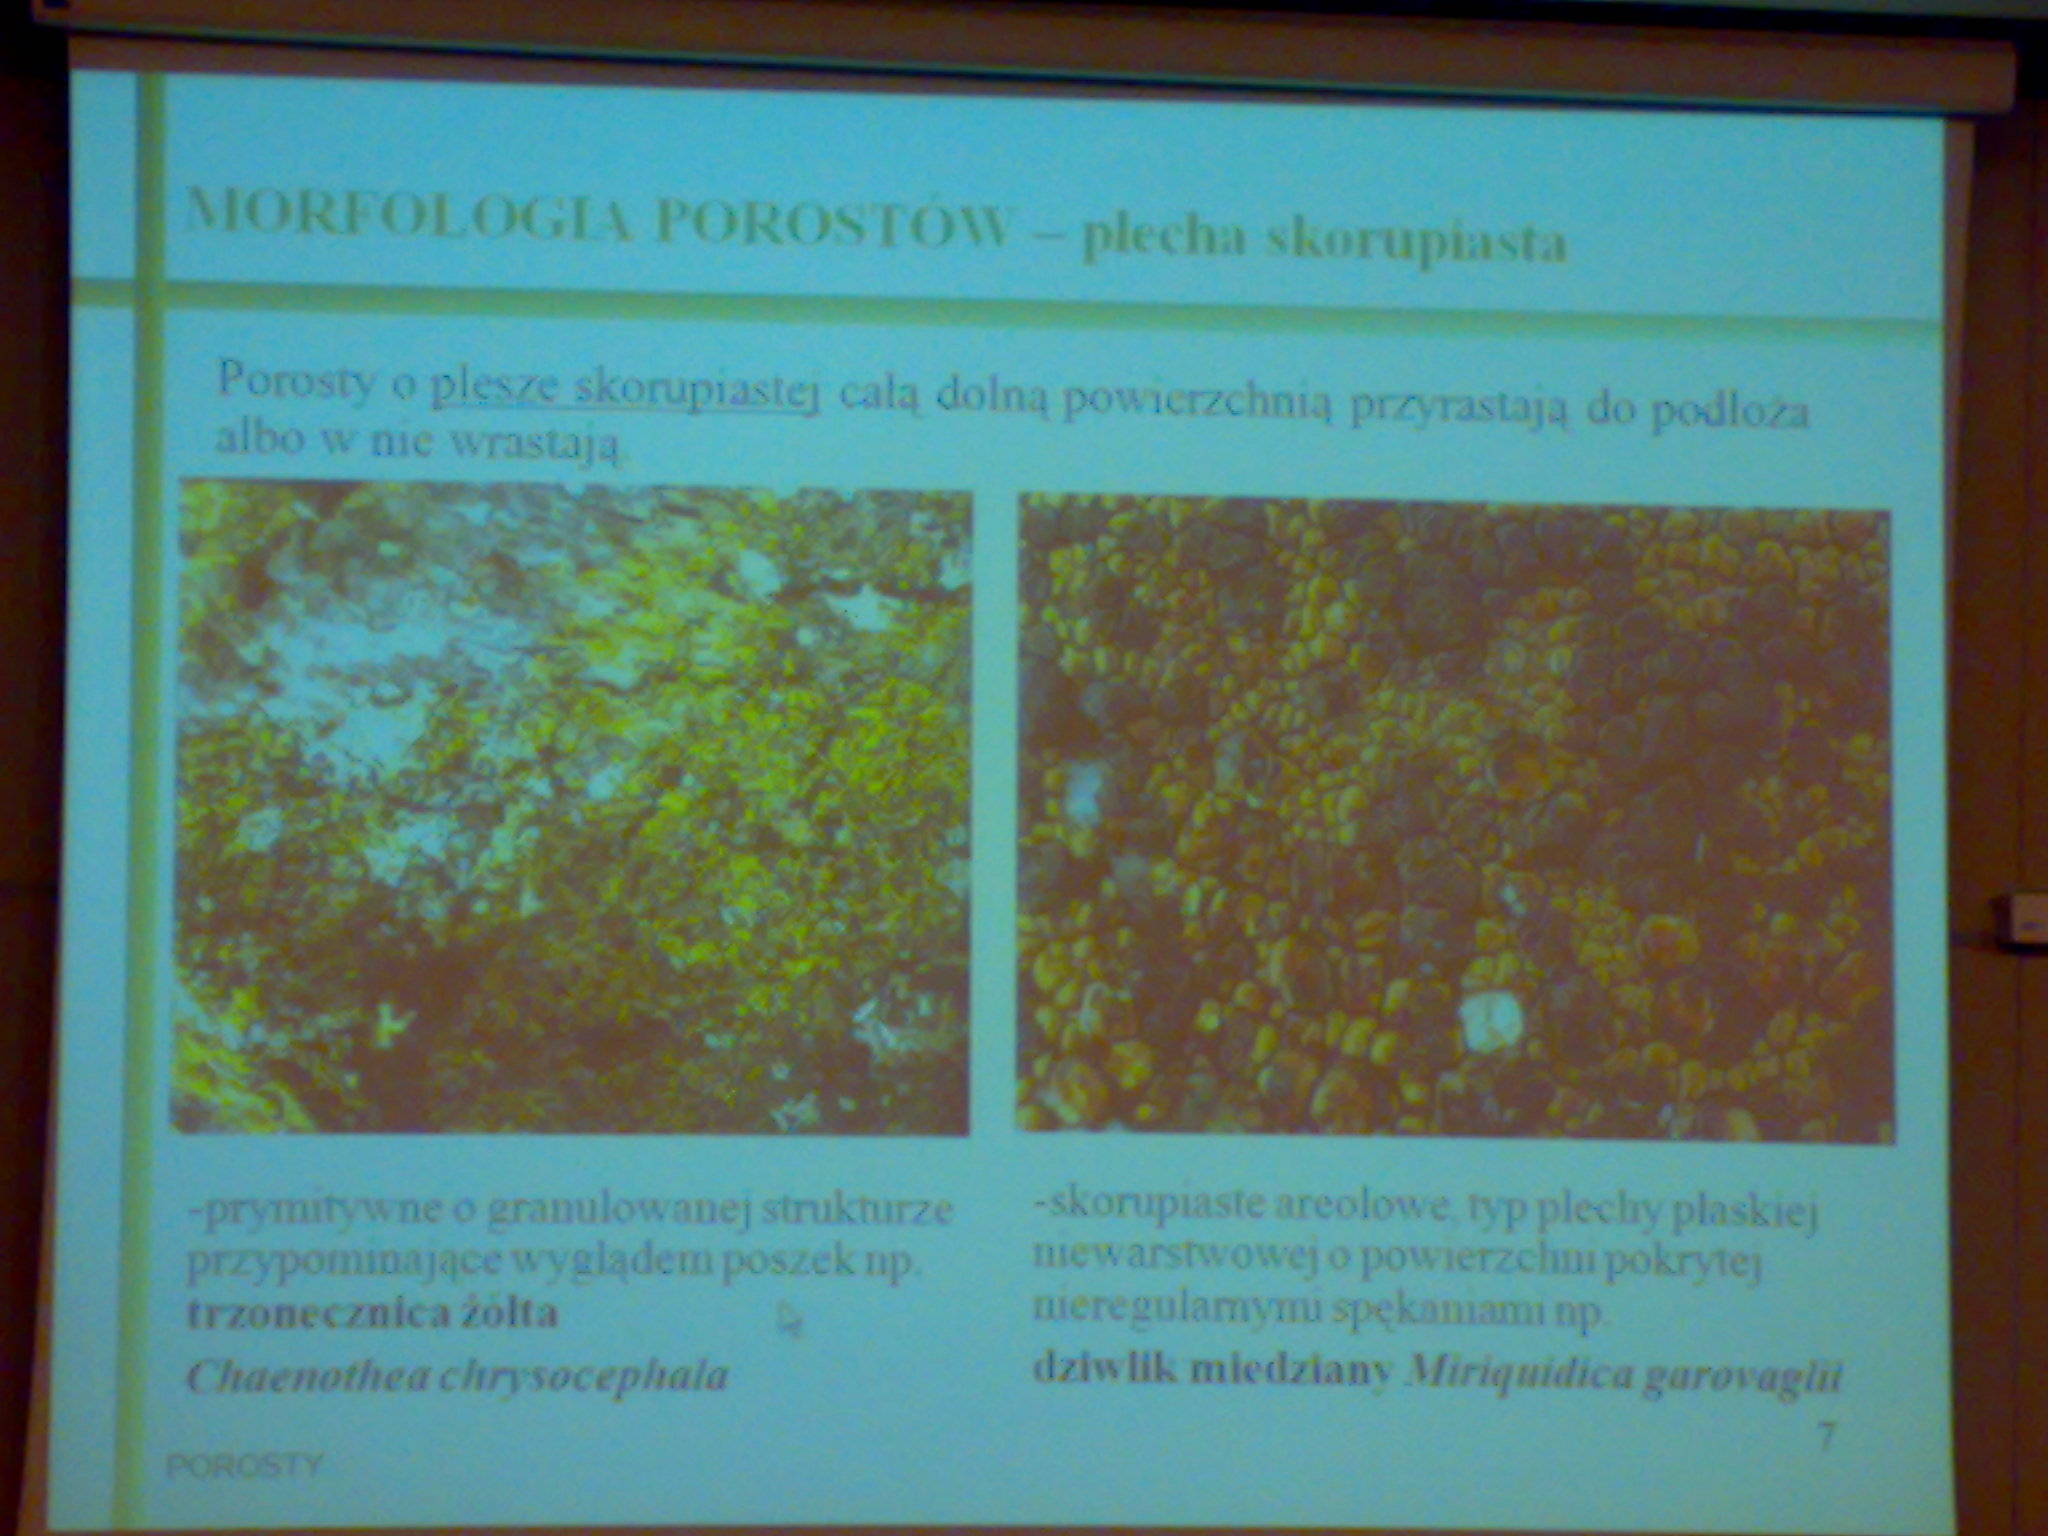 MORFOLOGIA POROSTÓW – plecha skorupiasta
Porosty o plesze skorupiastej całą dolną powierzchnią przyrastają do podłoża
albo w nie wrastają.
-prymitywne o granulowanej strukturze
przypominające wyglądem poszek np.
trzonecznica żółta
Chaenothea chrysocephala
-skorupiaste areolowe, typ plechy płaskiej
niewarstwowej o powierzchni pokrytej
nieregularnymi spękaniami np.
dziwlik miedziany Miriquidica garovaglii
7
POROSTY